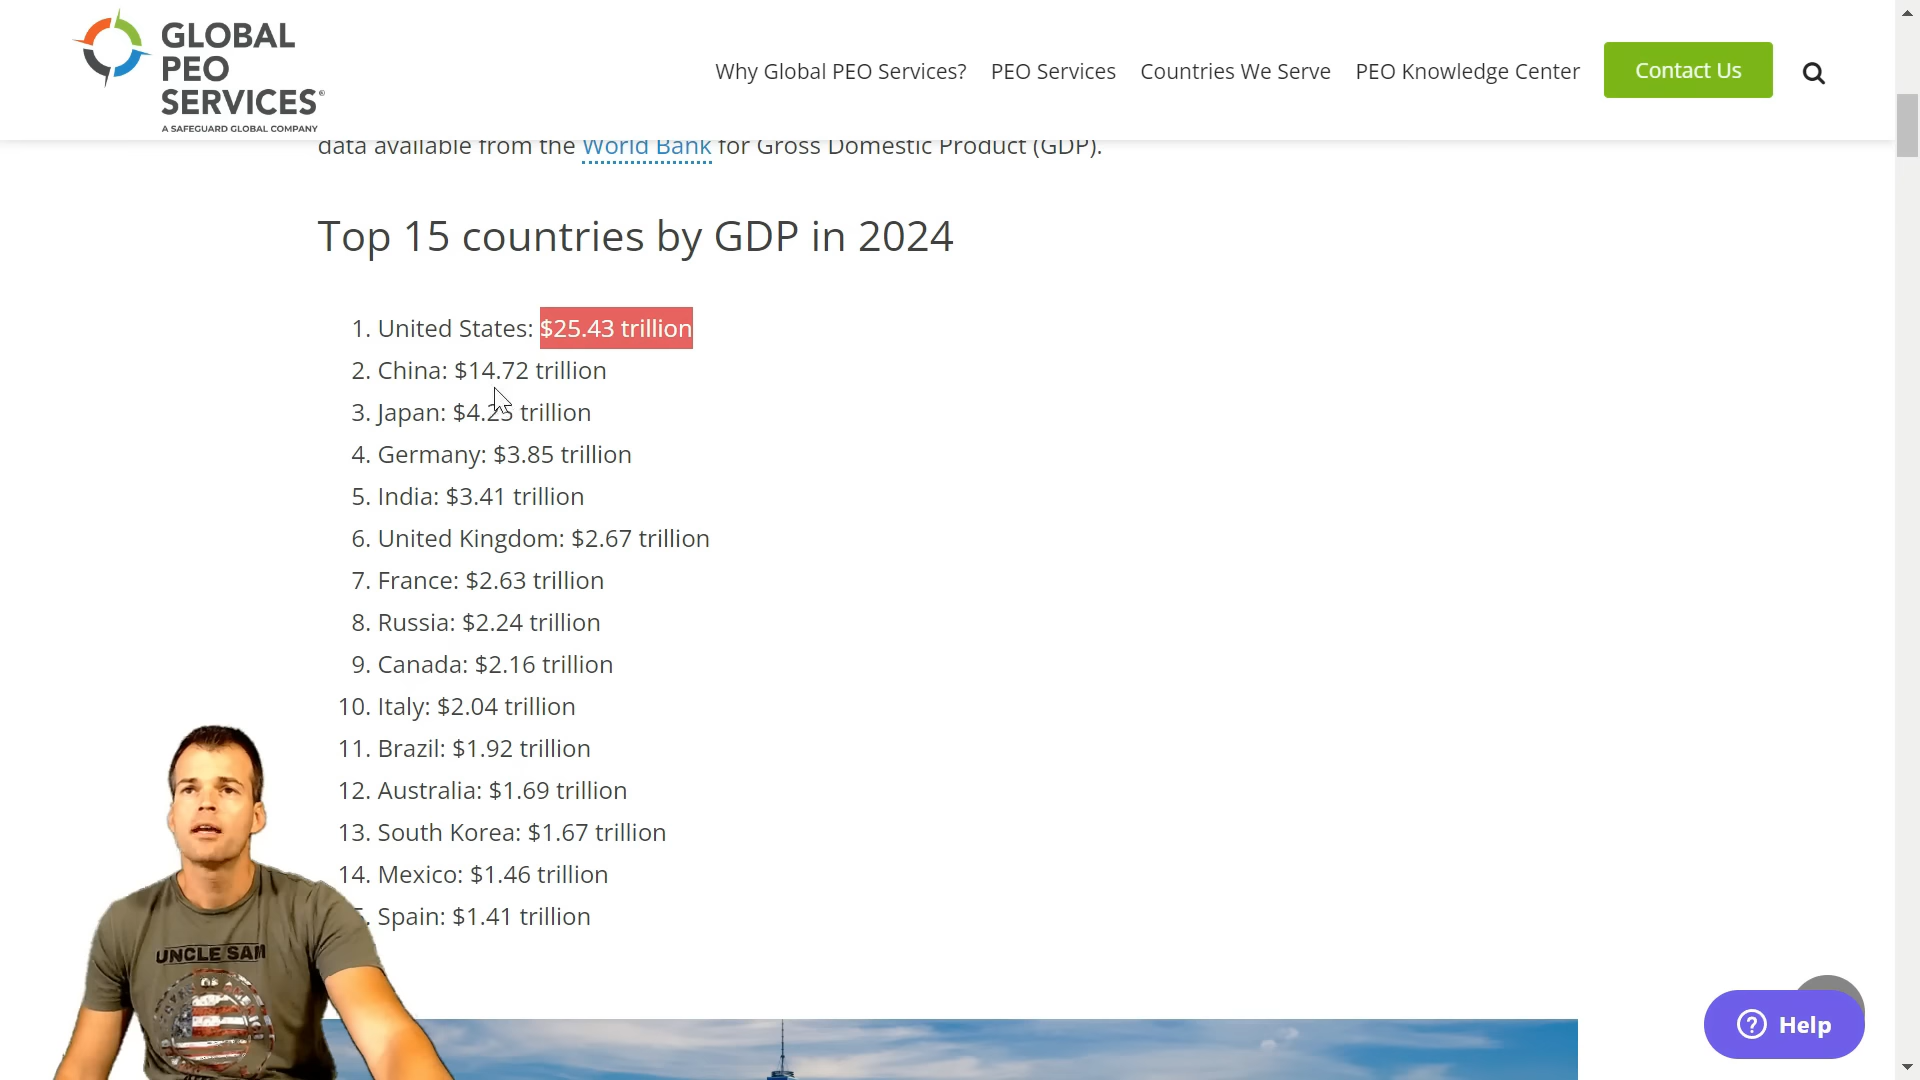 GLOBAL
PEO
SERVICES®
A SAFEGUARD GLOBAL COMPANY
Why Global PEO Services? PEO Services Countries We Serve PEO Knowledge Center Contact Us
data available from the World Bank for Gross Domestic Product (GDP).
Top 15 countries by GDP in 2024
1. United States: $25.43 trillion
2. China: $14.72 trillion
3. Japan: $4.25 trillion
4. Germany: $3.85 trillion
5. India: $3.41 trillion
6. United Kingdom: $2.67 trillion
7. France: $2.63 trillion
8. Russia: $2.24 trillion
9. Canada: $2.16 trillion
10. Italy: $2.04 trillion
11. Brazil: $1.92 trillion
12. Australia: $1.69 trillion
13. South Korea: $1.67 trillion
14. Mexico: $1.46 trillion
Spain: $1.41 trillion
UNCLE SAM
Help